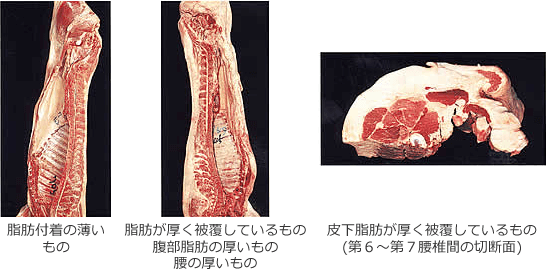 脂肪付着の薄い
もの
脂肪が厚く被覆しているもの
腹部脂肪の厚いもの
腰の厚いもの
皮下脂肪が厚く被覆しているもの
(第６～第７腰椎間の切断面)